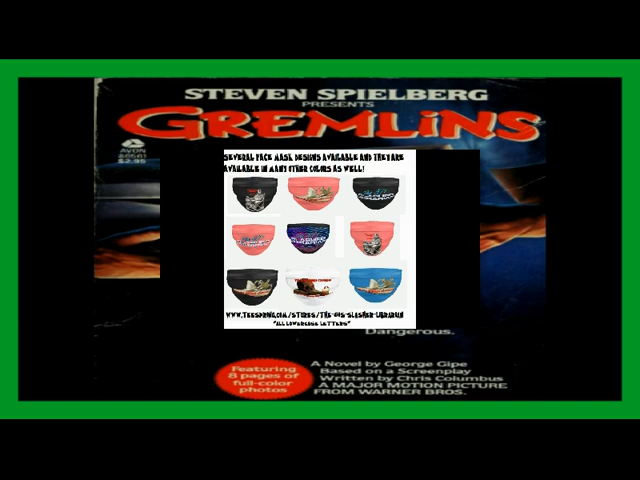 STEVEN SPIELBERG
PRESENTS
GREMLINS
AVON
$2.95
SEVERAL FACE MASK DESIGNS AVAILABLE AND THEY ARE
AVAILABLE IN MANY OTHER COLORS AS WELL!
WWW.TEESPRING.COM/STORES/THE-80S-SLASHER-LIBRARIAN
*ALL LOWERCASE LETTERS*
Dangerous.
Featuring
8 pages of
full-color
photos
A Novel by George Gipe
Based on a Screenplay
Written by Chris Columbus
A MAJOR MOTION PICTURE
FROM WARNER BROS.